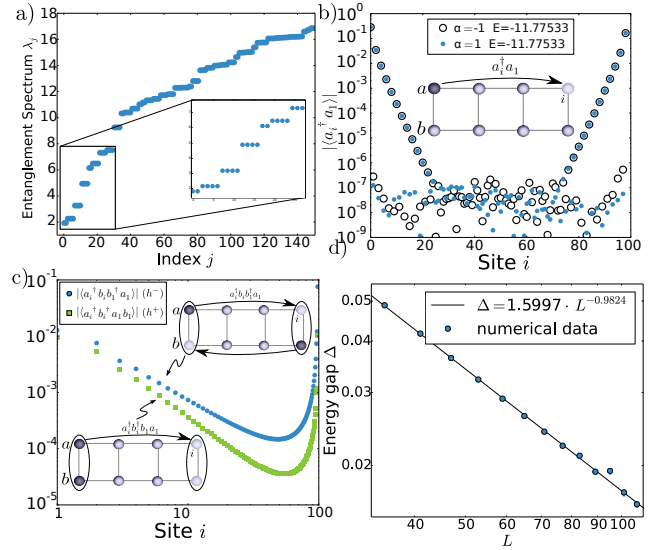 a)
18
16
14
12
10
8
6
4
2
0 20 40 60 80 100 120 140
Entanglement Spectrum λ_j
Index j
b)
10^0
10^-1
10^-2
10^-3
10^-4
10^-5
10^-6
10^-7
10^-8
10^-9
0 20 40 60 80 100
|⟨a_i^† a_1⟩|
Site i
α=-1 E=-11.77533
α=1 E=-11.77533
a_i^† a_1
a
i
b
c)
10^-1
10^-2
10^-3
10^-4
10^-5
1 10 100
Site i
|⟨a_i^† b_i b_1^† a_1⟩| (h^-)
|⟨a_i^† b_i^† a_1 b_1⟩| (h^+)
a_i^† b_i b_1^† a_1
a
i
b
a_i^† b_i^† b_1 a_1
a
i
b
d)
0.05
0.04
0.03
0.02
40 50 60 70 80 90 100
Energy gap Δ
L
Δ=1.5997 · L^-0.9824
numerical data